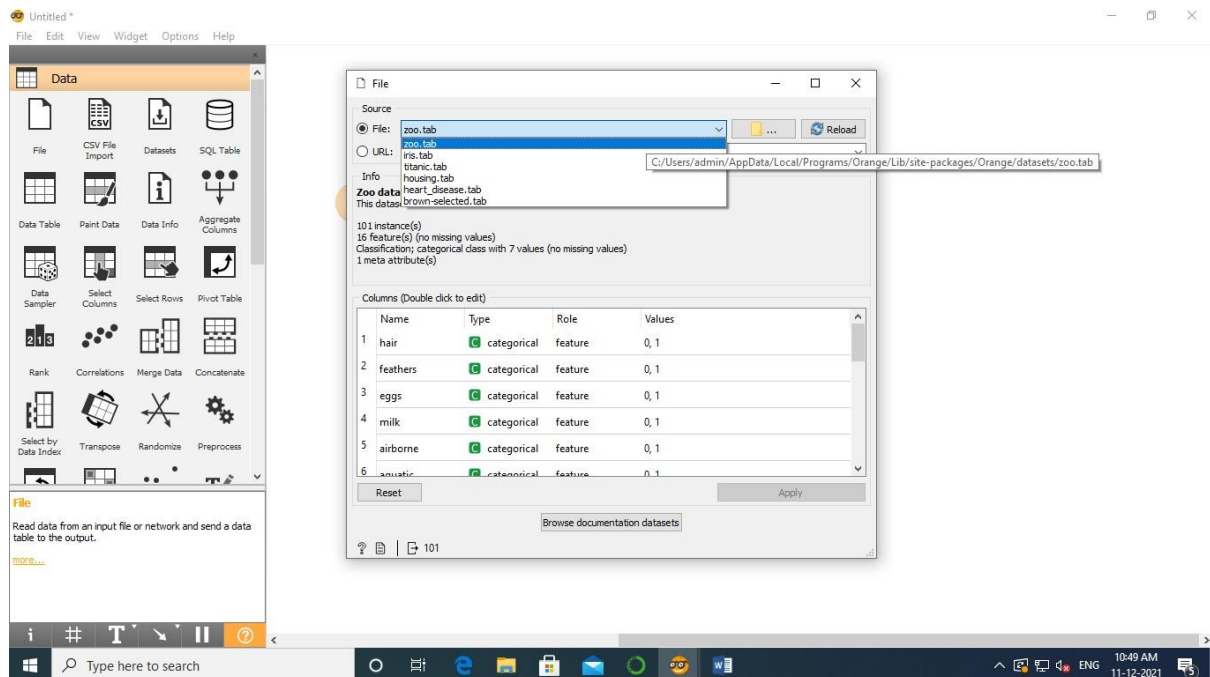 Untitled *
File Edit View Widget Options Help
Data
File
CSV File Import
Datasets
SQL Table
Data Table
Paint Data
Data Info
Aggregate Columns
Data Sampler
Select Columns
Select Rows
Pivot Table
Rank
Correlations
Merge Data
Concatenate
Select by Data Index
Transpose
Randomize
Preprocess
File
Read data from an input file or network and send a data
table to the output.
more...
File
Source
File: zoo.tab ... Reload
zoo.tab
URL:
iris.tab
titanic.tab
housing.tab
heart_disease.tab
brown-selected.tab
C:/Users/admin/AppData/Local/Programs/Orange/Lib/site-packages/Orange/datasets/zoo.tab
Info
Zoo data
This datas
101 instance(s)
16 feature(s) (no missing values)
Classification; categorical class with 7 values (no missing values)
1 meta attribute(s)
Columns (Double click to edit)
Name Type Role Values
1 hair C categorical feature 0, 1
2 feathers C categorical feature 0, 1
3 eggs C categorical feature 0, 1
4 milk C categorical feature 0, 1
5 airborne C categorical feature 0, 1
6 aquatic C categorical feature 0, 1
Reset Apply
Browse documentation datasets
? 101
Type here to search
ENG
10:49 AM
11-12-2021
5